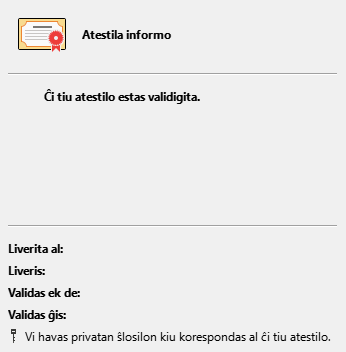 Atestila informo
Ĉi tiu atestilo estas validigita.
Liverita al:
Liveris:
Validas ek de:
Validas ĝis:
Vi havas privatan ŝlosilon kiu korespondas al ĉi tiu atestilo.